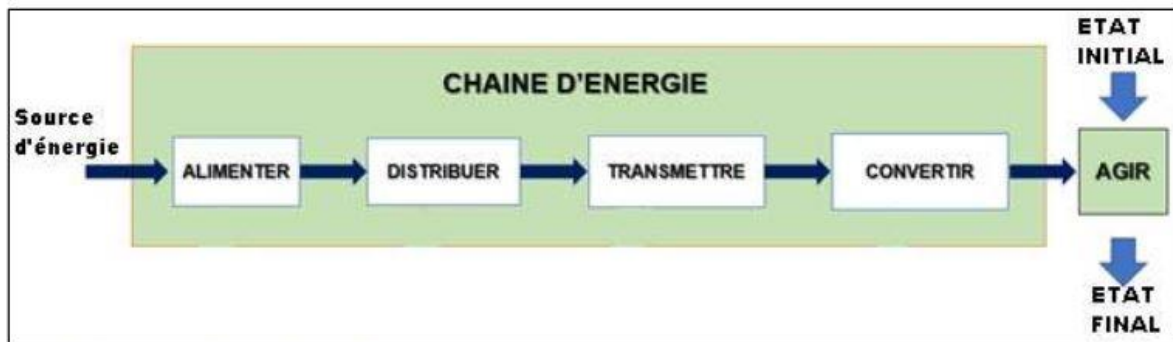 CHAINE D'ENERGIE
Source
d'énergie
ALIMENTER
DISTRIBUER
TRANSMETTRE
CONVERTIR
ETAT
INITIAL
AGIR
ETAT
FINAL